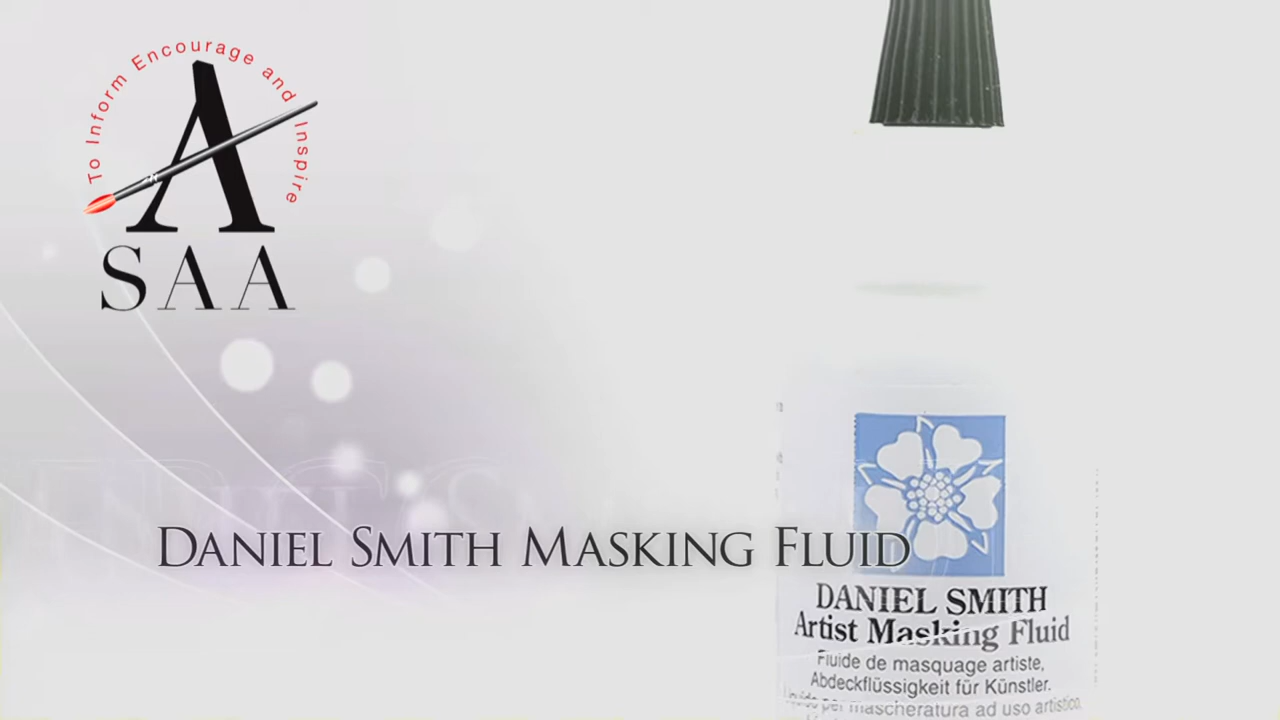 To Inform Encourage and Inspire
A
SAA
DANIEL SMITH MASKING FLUID
DANIEL SMITH
Artist Masking Fluid
Fluide de masquage artiste,
Abdeckflüssigkeit für Künstler.
Liquido per mascheratura ad uso artistico.